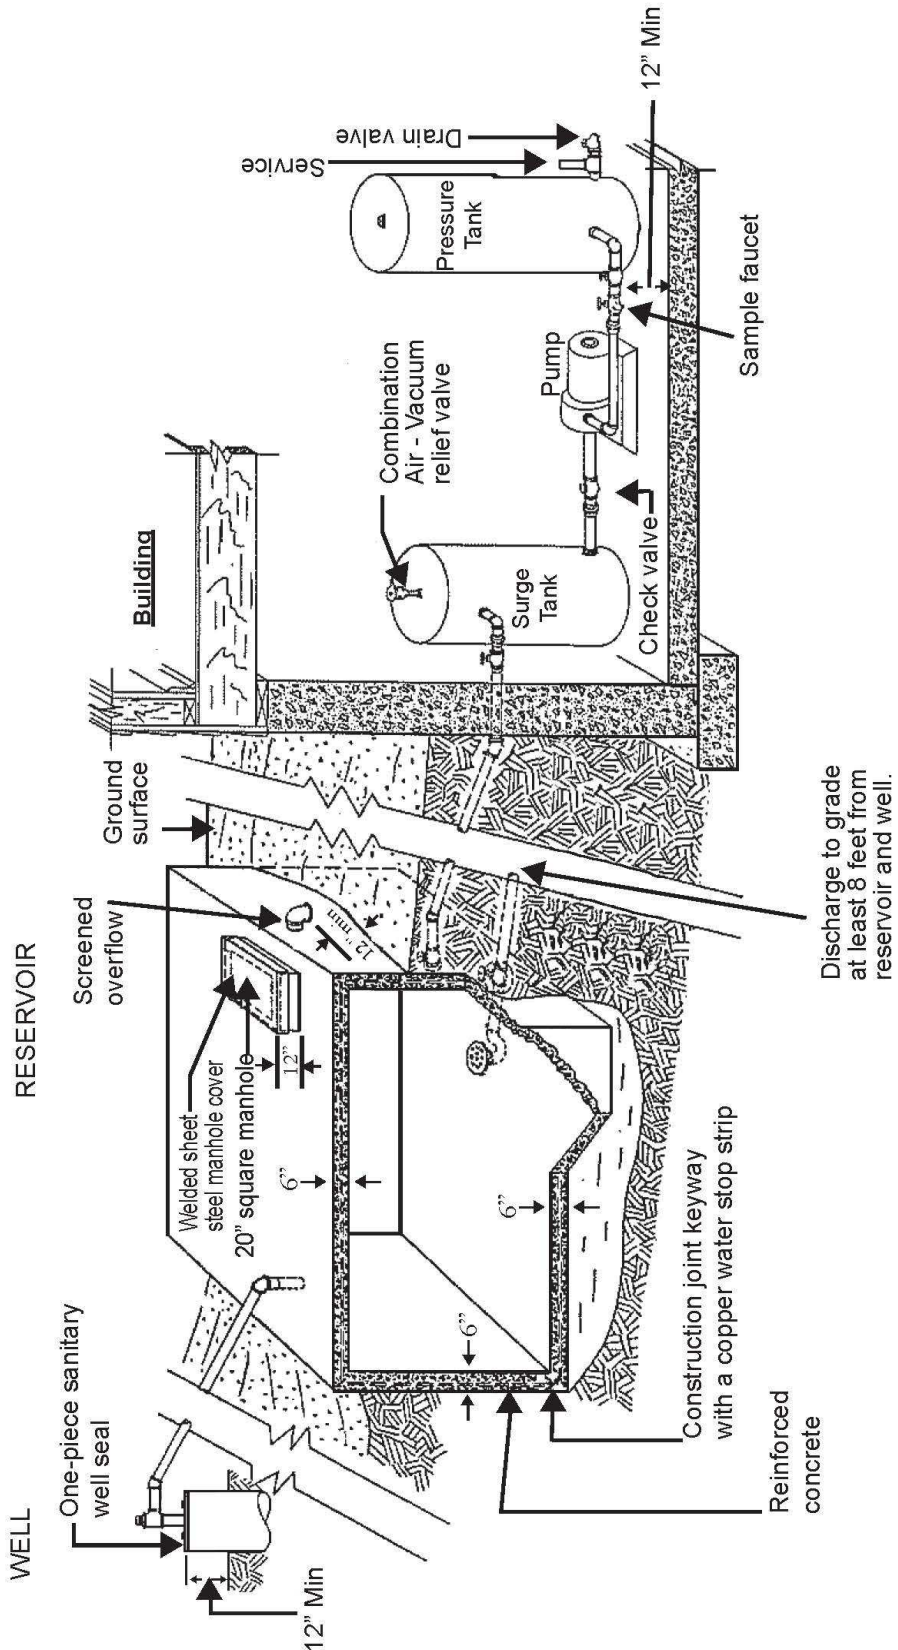 WELL
One-piece sanitary
well seal
12" Min
RESERVOIR
Welded sheet
steel manhole cover
20" square manhole
12"
Screened
overflow
12" min
Ground
surface
6"
6"
6"
Reinforced
concrete
Construction joint keyway
with a copper water stop strip
Discharge to grade
at least 8 feet from
reservoir and well.
Building
Combination
Air - Vacuum
relief valve
Surge
Tank
Check valve
Pump
Pressure
Tank
Service
Drain valve
Sample faucet
12" Min